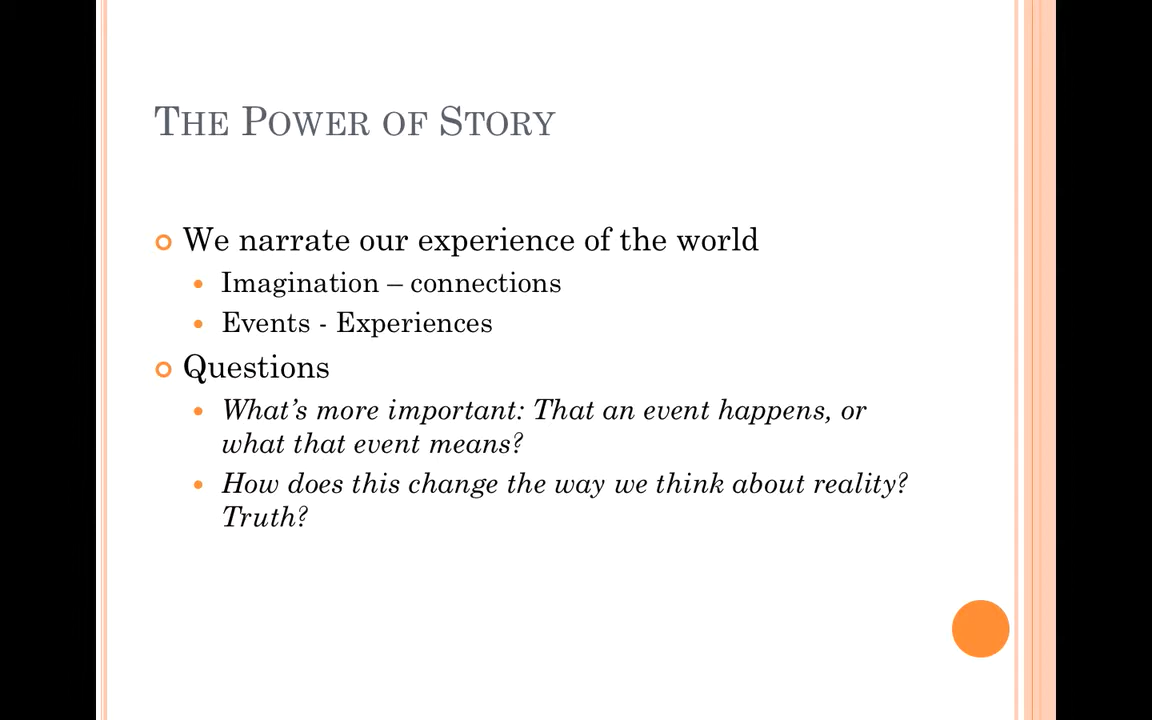 The Power of Story
We narrate our experience of the world
Imagination – connections
Events - Experiences
Questions
What's more important: That an event happens, or
what that event means?
How does this change the way we think about reality?
Truth?